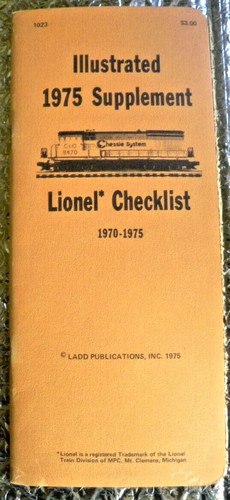 1023 $3.00
Illustrated
1975 Supplement
C&O
8470
Chessie System
Lionel* Checklist
1970-1975
© LADD PUBLICATIONS, INC. 1975
*Lionel is a registered Trademark of the Lionel
Train Division of MPC, Mt. Clemens, Michigan